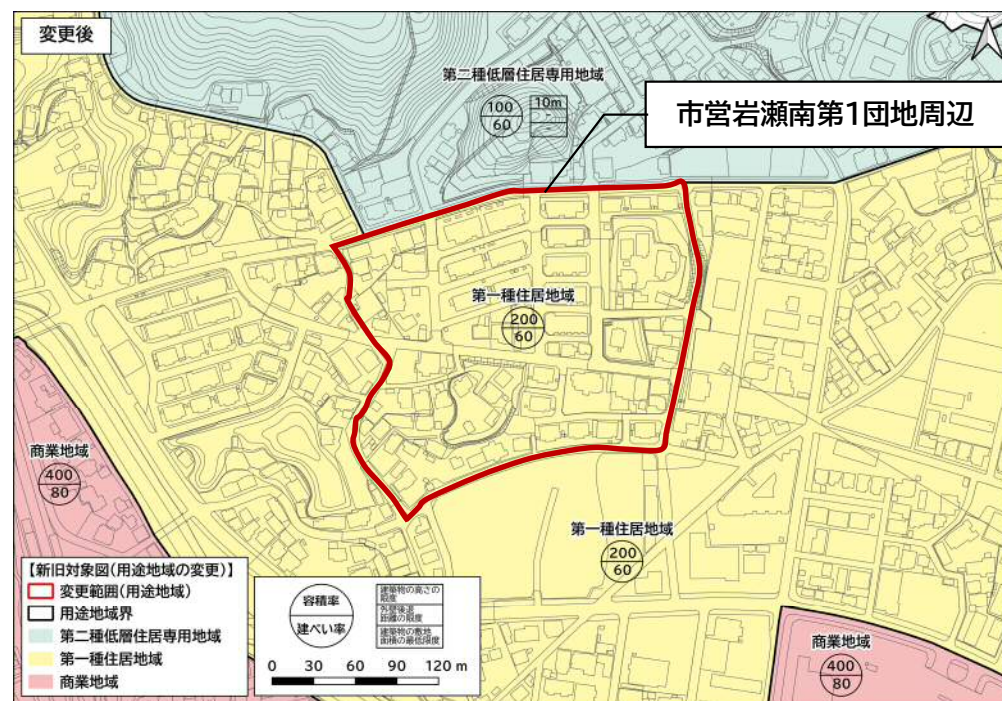 変更後
第二種低層住居専用地域
100
60
10m
-
-
市営岩瀬南第1団地周辺
第一種住居地域
200
60
商業地域
400
80
第一種住居地域
200
60
商業地域
400
80
【新旧対象図(用途地域の変更)】
変更範囲(用途地域)
用途地域界
第二種低層住居専用地域
第一種住居地域
商業地域
容積率
建ぺい率
建築物の高さの
限度
外壁後退
距離の限度
建築物の敷地
面積の最低限度
0 30 60 90 120 m